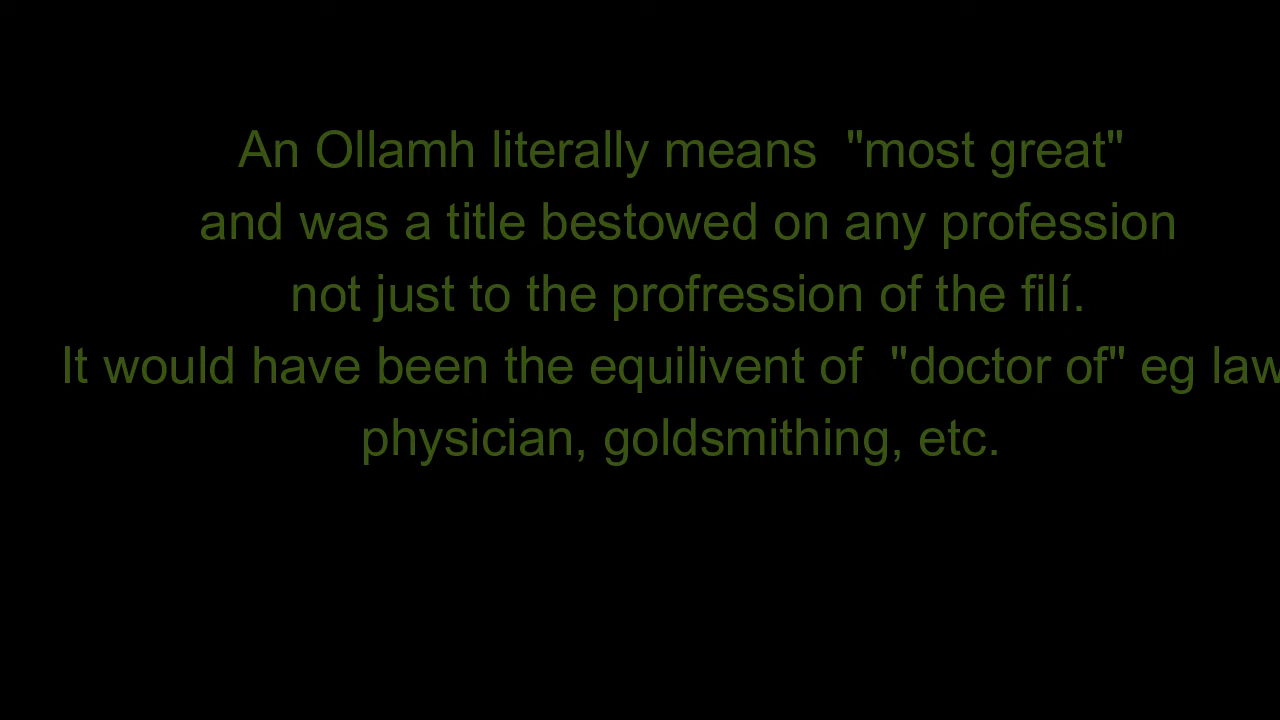 An Ollamh literally means  "most great"
and was a title bestowed on any profession
not just to the profression of the filí.
It would have been the equilivent of  "doctor of" eg law
physician, goldsmithing, etc.